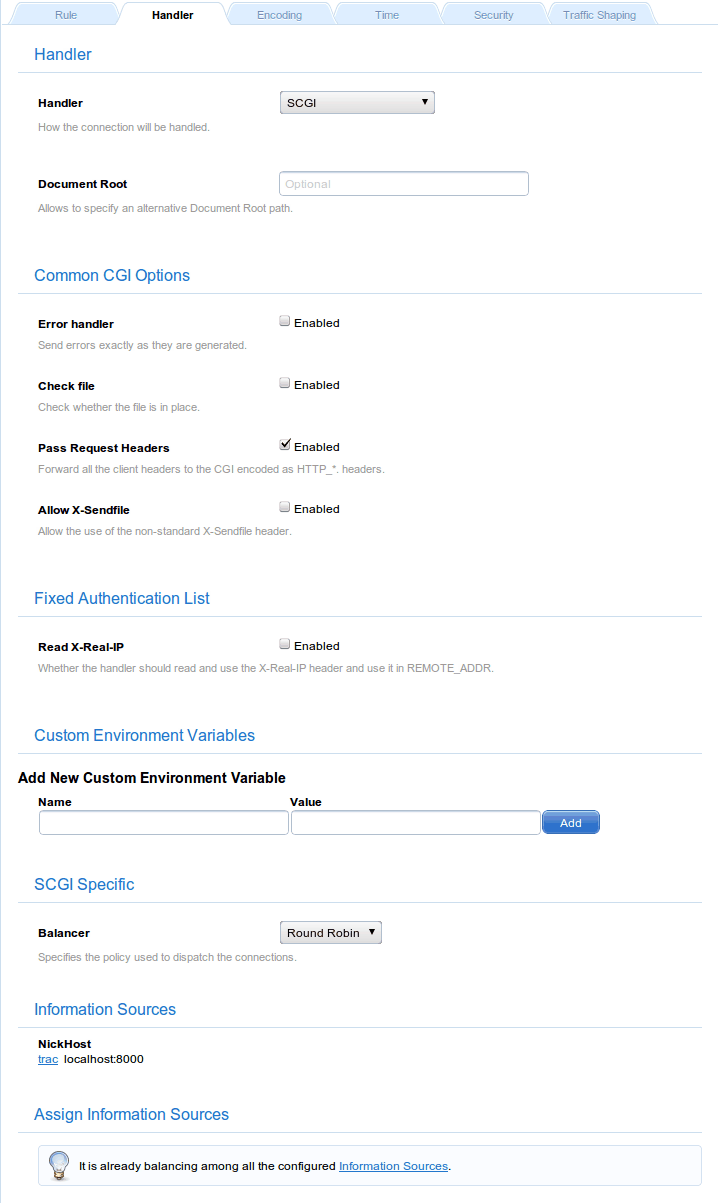 Rule Handler Encoding Time Security Traffic Shaping
Handler
Handler SCGI
How the connection will be handled.
Document Root Optional
Allows to specify an alternative Document Root path.
Common CGI Options
Error handler Enabled
Send errors exactly as they are generated.
Check file Enabled
Check whether the file is in place.
Pass Request Headers Enabled
Forward all the client headers to the CGI encoded as HTTP_*. headers.
Allow X-Sendfile Enabled
Allow the use of the non-standard X-Sendfile header.
Fixed Authentication List
Read X-Real-IP Enabled
Whether the handler should read and use the X-Real-IP header and use it in REMOTE_ADDR.
Custom Environment Variables
Add New Custom Environment Variable
Name Value
Add
SCGI Specific
Balancer Round Robin
Specifies the policy used to dispatch the connections.
Information Sources
NickHost
trac localhost:8000
Assign Information Sources
It is already balancing among all the configured Information Sources.